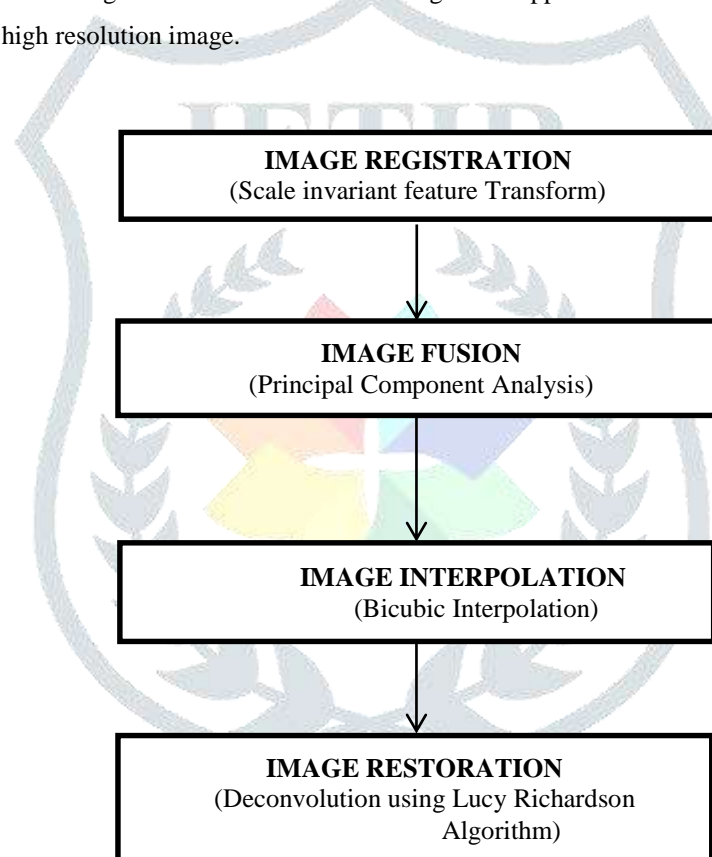 high resolution image.
JETIR
IMAGE REGISTRATION
(Scale invariant feature Transform)
IMAGE FUSION
(Principal Component Analysis)
IMAGE INTERPOLATION
(Bicubic Interpolation)
IMAGE RESTORATION
(Deconvolution using Lucy Richardson
Algorithm)